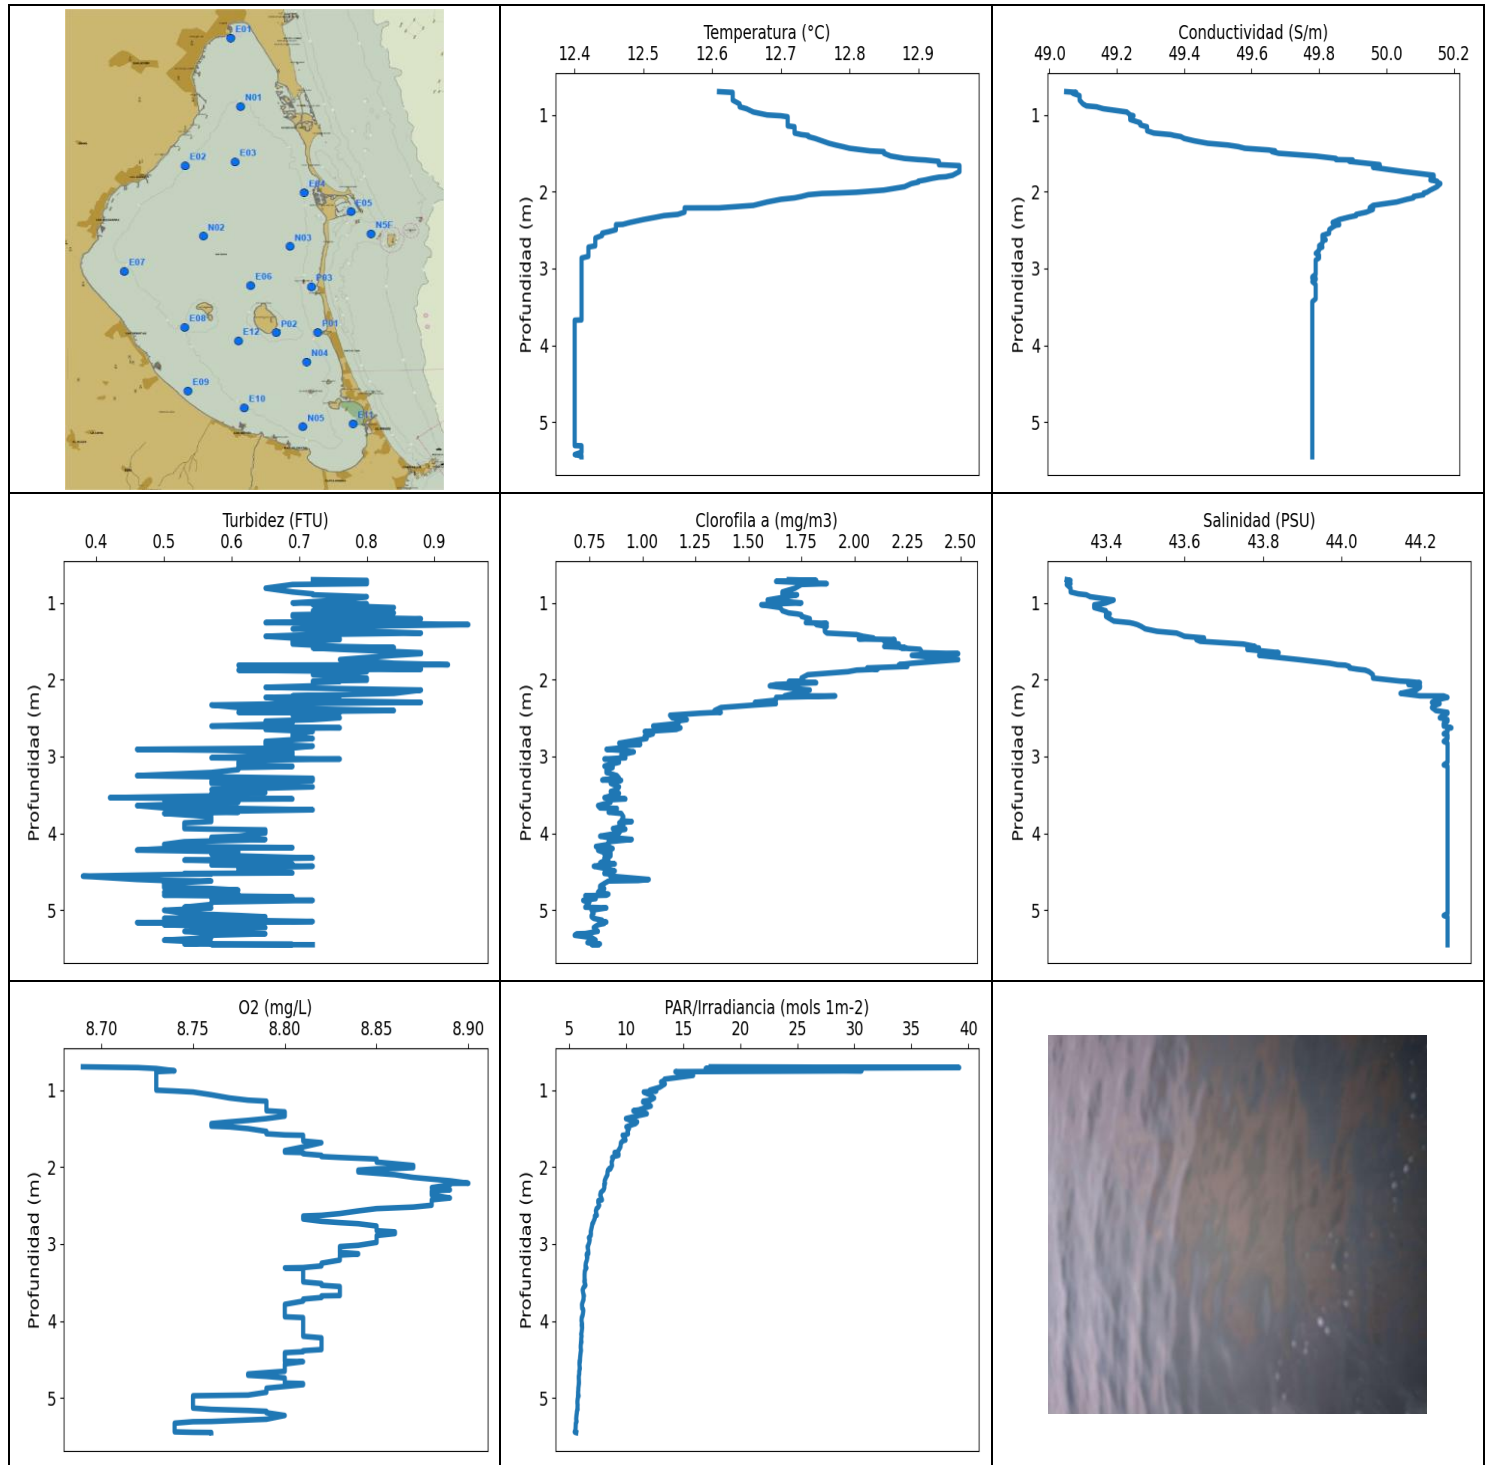 E01
N01
E02
E03
E04
E05
N5F
N02
N03
E07
E06
P03
E08
P02
P01
E12
N04
E09
E10
N05
E11
Temperatura (°C)
12.4 12.5 12.6 12.7 12.8 12.9
Profundidad (m)
1
2
3
4
5
Conductividad (S/m)
49.0 49.2 49.4 49.6 49.8 50.0 50.2
Profundidad (m)
1
2
3
4
5
Turbidez (FTU)
0.4 0.5 0.6 0.7 0.8 0.9
Profundidad (m)
1
2
3
4
5
Clorofila a (mg/m3)
0.75 1.00 1.25 1.50 1.75 2.00 2.25 2.50
Profundidad (m)
1
2
3
4
5
Salinidad (PSU)
43.4 43.6 43.8 44.0 44.2
Profundidad (m)
1
2
3
4
5
O2 (mg/L)
8.70 8.75 8.80 8.85 8.90
Profundidad (m)
1
2
3
4
5
PAR/Irradiancia (mols 1m-2)
5 10 15 20 25 30 35 40
Profundidad (m)
1
2
3
4
5